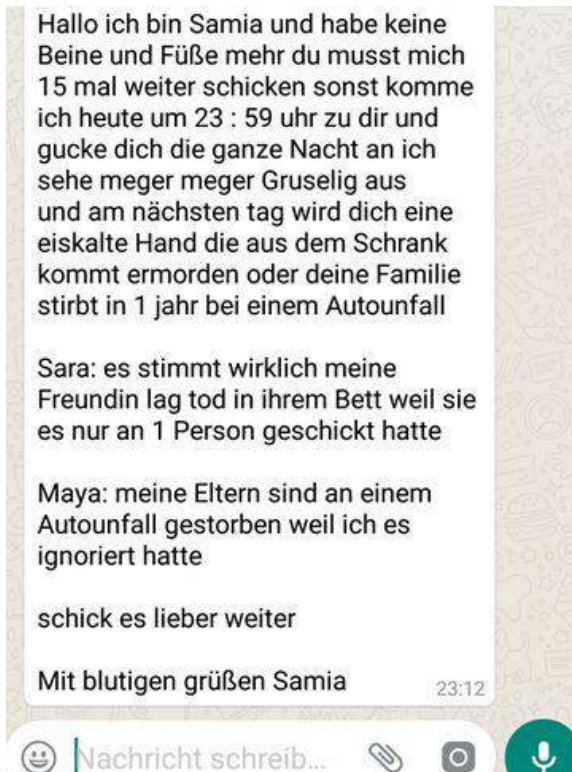 Hallo ich bin Samia und habe keine
Beine und Füße mehr du musst mich
15 mal weiter schicken sonst komme
ich heute um 23 : 59 uhr zu dir und
gucke dich die ganze Nacht an ich
sehe meger meger Gruselig aus
und am nächsten tag wird dich eine
eiskalte Hand die aus dem Schrank
kommt ermorden oder deine Familie
stirbt in 1 jahr bei einem Autounfall
Sara: es stimmt wirklich meine
Freundin lag tod in ihrem Bett weil sie
es nur an 1 Person geschickt hatte
Maya: meine Eltern sind an einem
Autounfall gestorben weil ich es
ignoriert hatte
schick es lieber weiter
Mit blutigen grüßen Samia
23:12
Nachricht schreib...